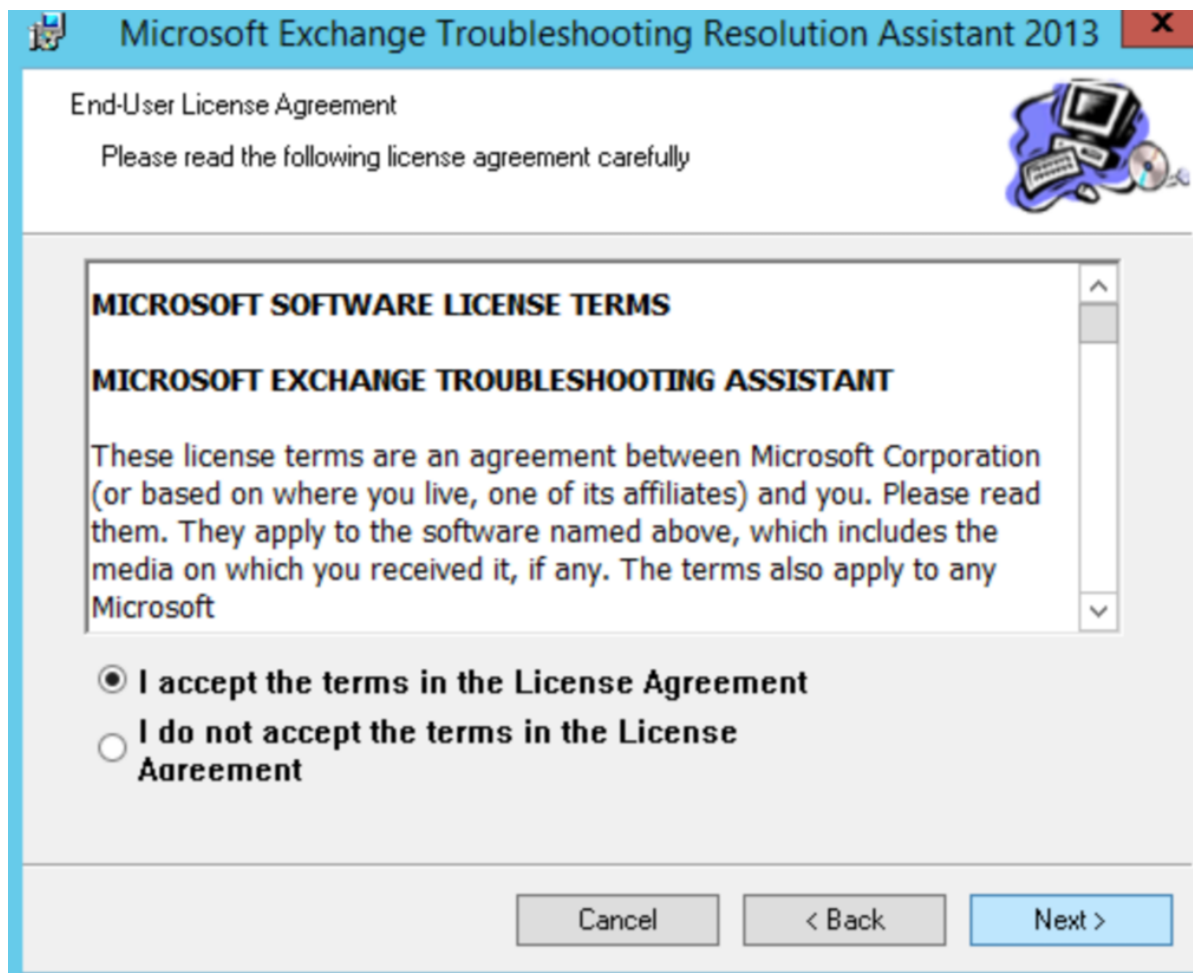 Microsoft Exchange Troubleshooting Resolution Assistant 2013
X
End-User License Agreement
Please read the following license agreement carefully
MICROSOFT SOFTWARE LICENSE TERMS
MICROSOFT EXCHANGE TROUBLESHOOTING ASSISTANT
These license terms are an agreement between Microsoft Corporation
(or based on where you live, one of its affiliates) and you. Please read
them. They apply to the software named above, which includes the
media on which you received it, if any. The terms also apply to any
Microsoft
I accept the terms in the License Agreement
I do not accept the terms in the License
Agreement
Cancel
< Back
Next >